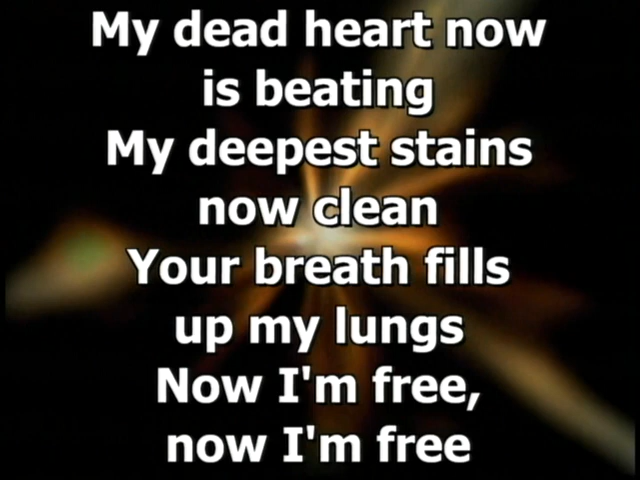 My dead heart now
is beating
My deepest stains
now clean
Your breath fills
up my lungs
Now I'm free,
now I'm free